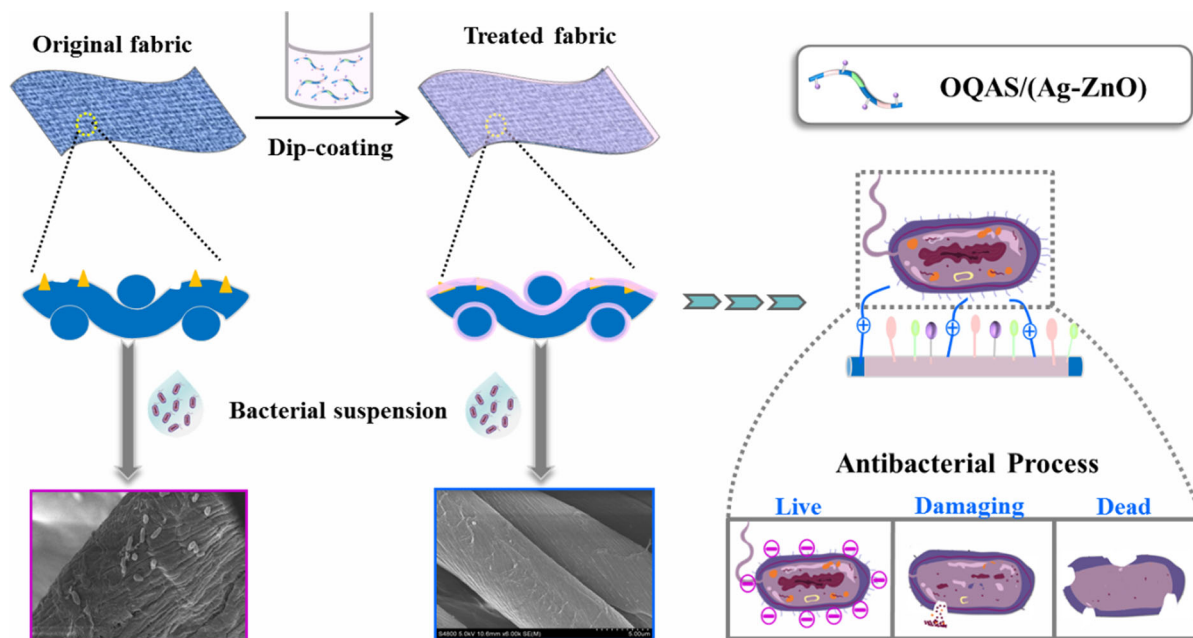 Original fabric
Treated fabric
Dip-coating
OQAS/(Ag-ZnO)
Bacterial suspension
Antibacterial Process
Live
Damaging
Dead
S4800 5.0kV 10.6mm x6.00k SE(M)
5.00um